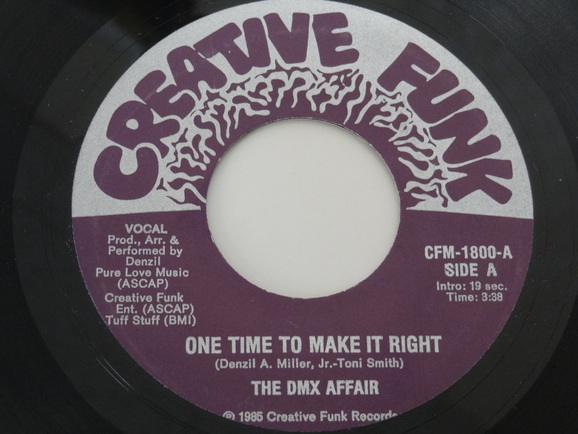 CREATIVE FUNK
VOCAL
Prod., Arr. &
Performed by
Denzil
Pure Love Music
(ASCAP)
Creative Funk
Ent. (ASCAP)
Tuff Stuff (BMI)
CFM-1800-A
SIDE A
Intro: 19 sec.
Time: 3:38
ONE TIME TO MAKE IT RIGHT
(Denzil A. Miller, Jr.-Toni Smith)
THE DMX AFFAIR
℗ 1985 Creative Funk Records